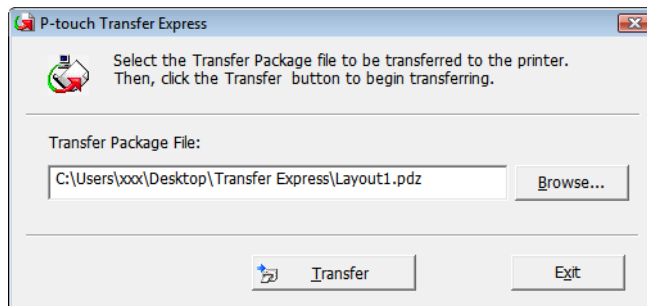 P-touch Transfer Express
Select the Transfer Package file to be transferred to the printer.
Then, click the Transfer button to begin transferring.
Transfer Package File:
C:\Users\xxx\Desktop\Transfer Express\Layout1.pdz
Browse...
Transfer
Exit